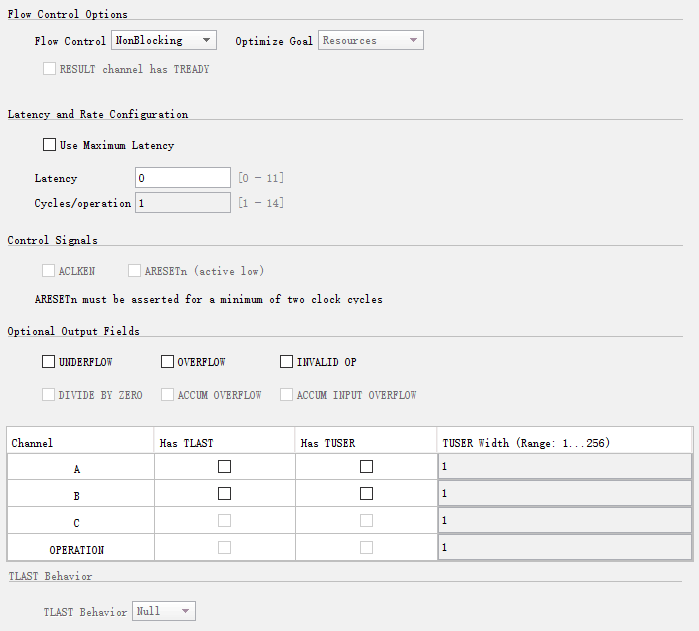 Flow Control Options
Flow Control NonBlocking Optimize Goal Resources
RESULT channel has TREADY
Latency and Rate Configuration
Use Maximum Latency
Latency 0 [0 - 11]
Cycles/operation 1 [1 - 14]
Control Signals
ACLKEN ARESETn (active low)
ARESETn must be asserted for a minimum of two clock cycles
Optional Output Fields
UNDERFLOW OVERFLOW INVALID OP
DIVIDE BY ZERO ACCUM OVERFLOW ACCUM INPUT OVERFLOW
Channel Has TLAST Has TUSER TUSER Width (Range: 1...256)
A 1
B 1
C 1
OPERATION 1
TLAST Behavior
TLAST Behavior Null